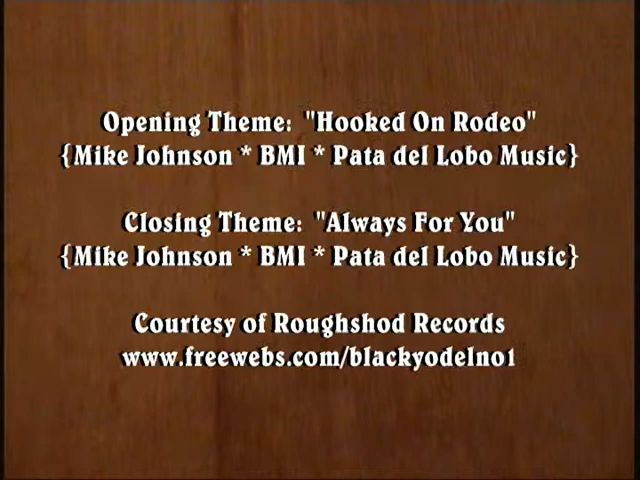 Opening Theme: "Hooked On Rodeo"
{Mike Johnson * BMI * Pata del Lobo Music}
Closing Theme: "Always For You"
{Mike Johnson * BMI * Pata del Lobo Music}
Courtesy of Roughshod Records
www.freewebs.com/blackyodelno1